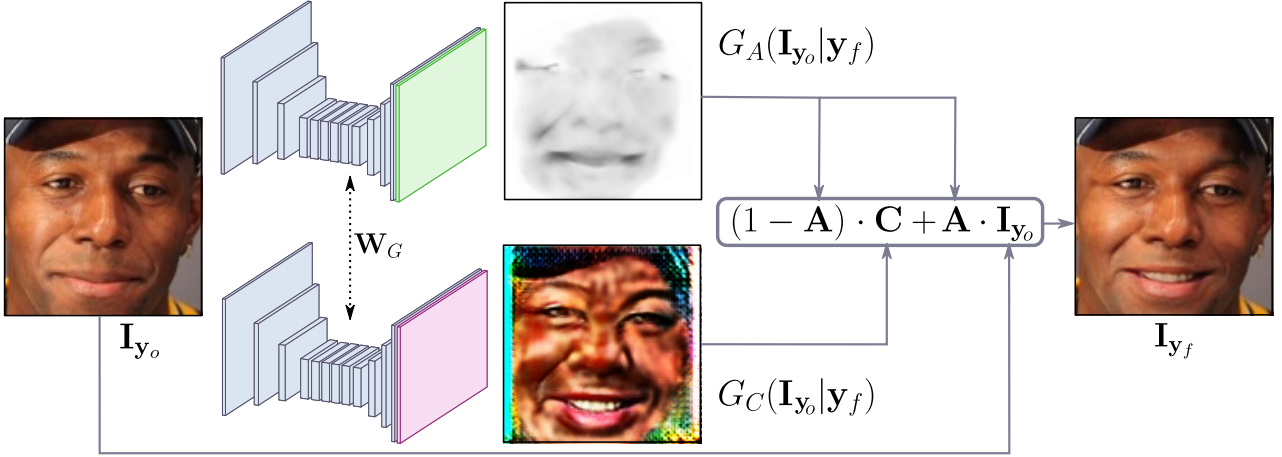 G_A(I_{y_o}|y_f)
W_G
(1 − A) · C + A · I_{y_o}
I_{y_o}
I_{y_f}
G_C(I_{y_o}|y_f)